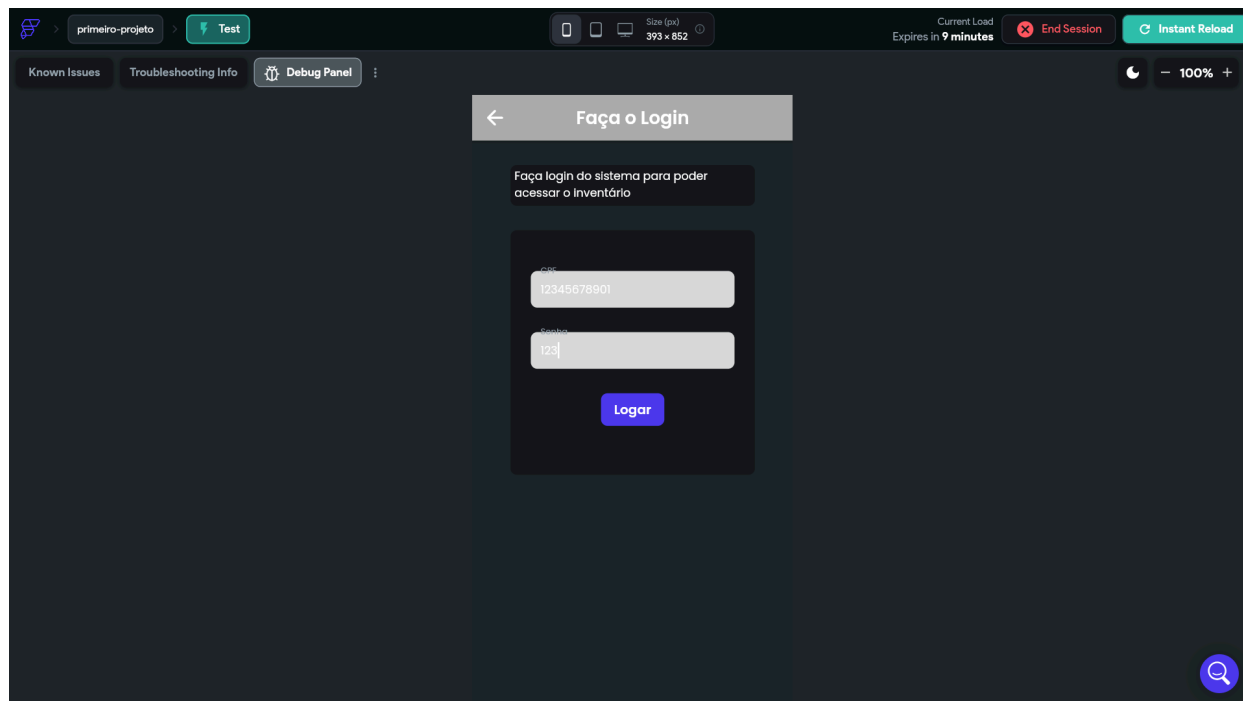 primeiro-projeto
Test
Size (px)
393 × 852
Current Load
Expires in 9 minutes
End Session
Instant Reload
Known Issues
Troubleshooting Info
Debug Panel
100%
Faça o Login
Faça login do sistema para poder
acessar o inventário
CPF
12345678901
Senha
123
Logar